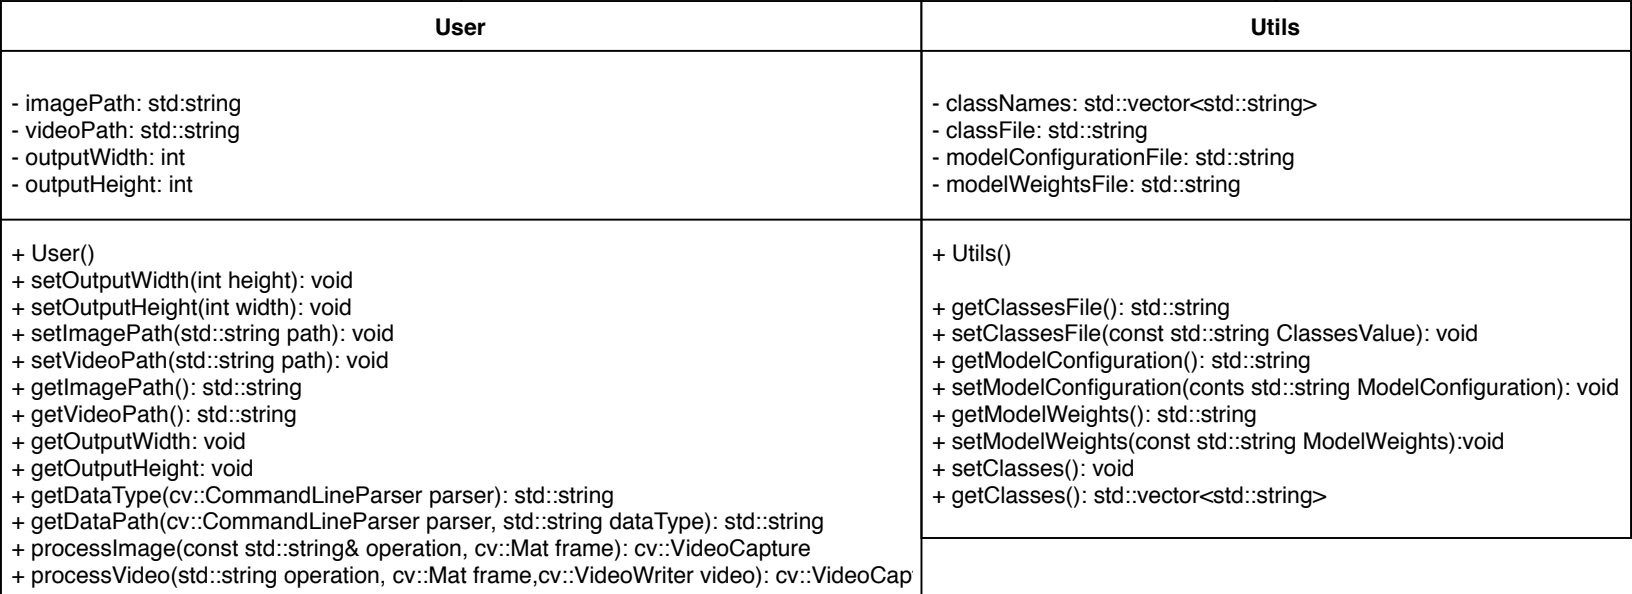 User
- imagePath: std:string
- videoPath: std::string
- outputWidth: int
- outputHeight: int
+ User()
+ setOutputWidth(int height): void
+ setOutputHeight(int width): void
+ setImagePath(std::string path): void
+ setVideoPath(std::string path): void
+ getImagePath(): std::string
+ getVideoPath(): std::string
+ getOutputWidth: void
+ getOutputHeight: void
+ getDataType(cv::CommandLineParser parser): std::string
+ getDataPath(cv::CommandLineParser parser, std::string dataType): std::string
+ processImage(const std::string& operation, cv::Mat frame): cv::VideoCapture
+ processVideo(std::string operation, cv::Mat frame,cv::VideoWriter video): cv::VideoCap
Utils
- classNames: std::vector<std::string>
- classFile: std::string
- modelConfigurationFile: std::string
- modelWeightsFile: std::string
+ Utils()
+ getClassesFile(): std::string
+ setClassesFile(const std::string ClassesValue): void
+ getModelConfiguration(): std::string
+ setModelConfiguration(conts std::string ModelConfiguration): void
+ getModelWeights(): std::string
+ setModelWeights(const std::string ModelWeights):void
+ setClasses(): void
+ getClasses(): std::vector<std::string>